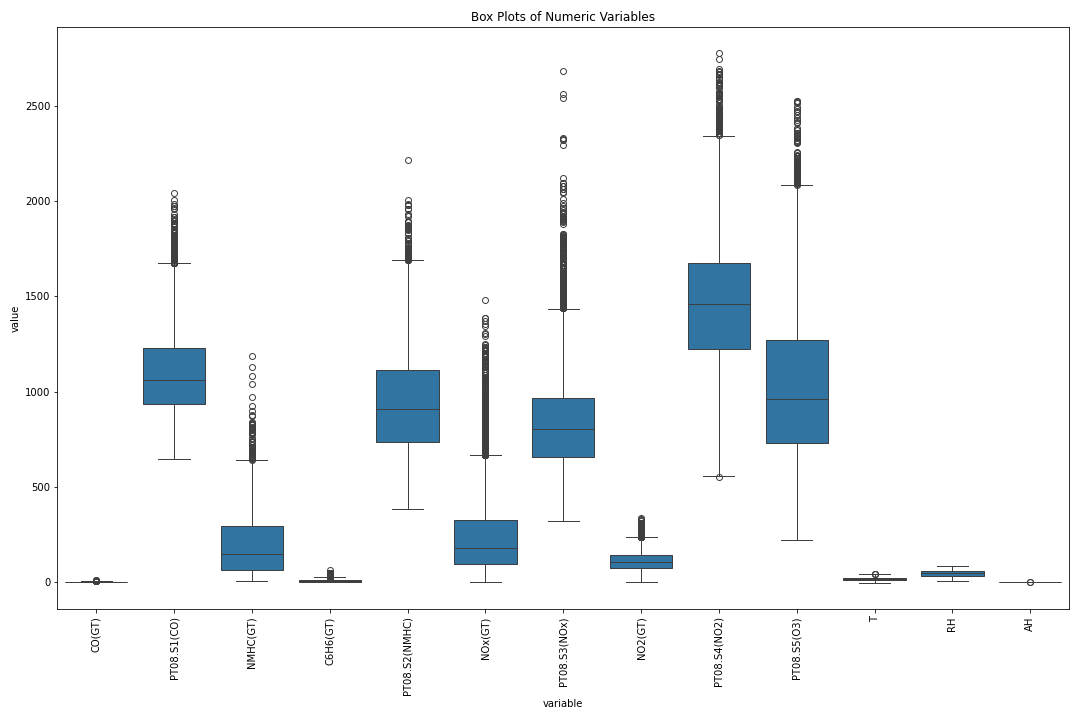 Box Plots of Numeric Variables
value
2500
2000
1500
1000
500
0
CO(GT)
PT08.S1(CO)
NMHC(GT)
C6H6(GT)
PT08.S2(NMHC)
NOx(GT)
PT08.S3(NOx)
NO2(GT)
PT08.S4(NO2)
PT08.S5(O3)
T
RH
AH
variable